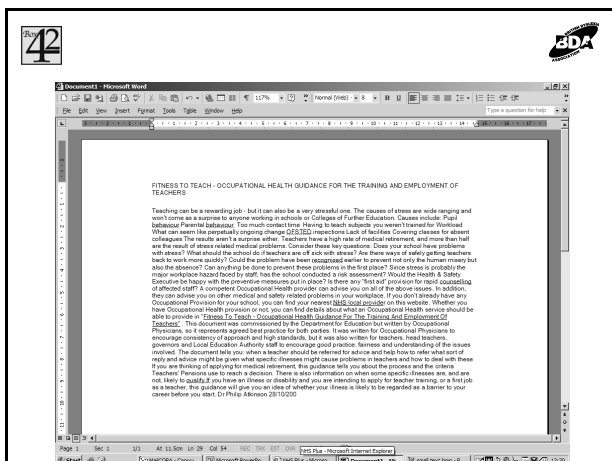 Box 42
BRITISH DYSLEXIA
BDA
ASSOCIATION
Document1 - Microsoft Word
117%
Normal (Web)
8
B U
File Edit View Insert Format Tools Table Window Help
Type a question for help
FITNESS TO TEACH - OCCUPATIONAL HEALTH GUIDANCE FOR THE TRAINING AND EMPLOYMENT OF
TEACHERS
Teaching can be a rewarding job - but it can also be a very stressful one. The causes of stress are wide ranging and
won't come as a surprise to anyone working in schools or Colleges of Further Education. Causes include: Pupil
behaviour Parental behaviour Too much contact time Having to teach subjects you weren't trained for Workload
What can seem like perpetually ongoing change OFSTED inspections Lack of facilities Covering classes for absent
colleagues The results aren't a surprise either. Teachers have a high rate of medical retirement, and more than half
are the result of stress related medical problems. Consider these key questions: Does your school have problems
with stress? What should the school do if teachers are off sick with stress? Are there ways of safely getting teachers
back to work more quickly? Could the problem have been recognised earlier to prevent not only the human misery but
also the absence? Can anything be done to prevent these problems in the first place? Since stress is probably the
major workplace hazard faced by staff, has the school conducted a risk assessment? Would the Health & Safety
Executive be happy with the preventive measures put in place? Is there any "first aid" provision for rapid counselling
of affected staff? A competent Occupational Health provider can advise you on all of the above issues. In addition,
they can advise you on other medical and safety related problems in your workplace. If you don't already have any
Occupational Provision for your school, you can find your nearest NHS local provider on this website. Whether you
have Occupational Health provision or not, you can find details about what an Occupational Health service should be
able to provide in "Fitness To Teach - Occupational Health Guidance For The Training And Employment Of
Teachers" . This document was commissioned by the Department for Education but written by Occupational
Physicians, so it represents agreed best practice for both parties. It was written for Occupational Physicians to
encourage consistency of approach and high standards, but it was also written for teachers, head teachers,
governors and Local Education Authority staff to encourage good practice, fairness and understanding of the issues
involved. The document tells you: when a teacher should be referred for advice and help how to refer what sort of
reply and advice might be given what specific illnesses might cause problems in teachers and how to deal with these
If you are thinking of applying for medical retirement, this guidance tells you about the process and the criteria
Teachers' Pensions use to reach a decision. There is also information on when some specific illnesses are, and are
not, likely to qualify.If you have an illness or disability and you are intending to apply for teacher training, or a first job
as a teacher, this guidance will give you an idea of whether your illness is likely to be regarded as a barrier to your
career before you start. Dr Philip Atkinson 28/10/200
Page 1 Sec 1 1/1 At 11.5cm Ln 29 Col 54 REC TRK EXT OVR
NHS Plus - Microsoft Internet Explorer
Start
13:20